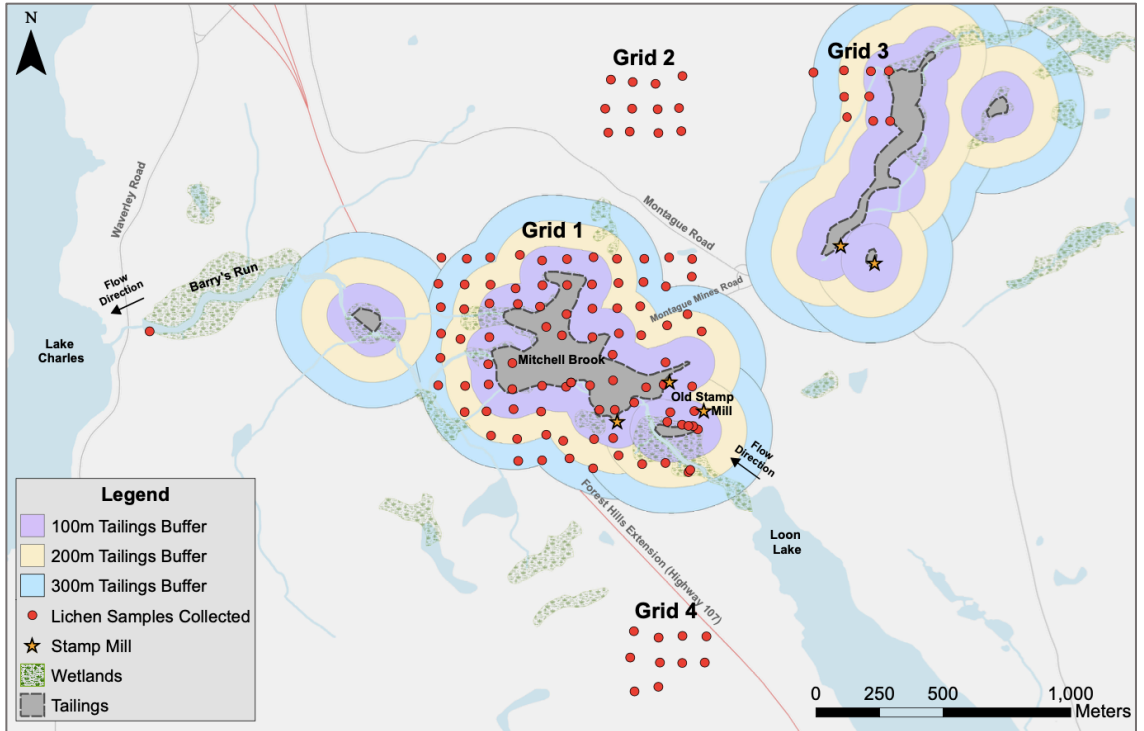 N
Grid 2
Grid 3
Waverley Road
Montague Road
Grid 1
Barry's Run
Flow
Direction
Montague Mines Road
Lake
Charles
Mitchell Brook
Old Stamp
Mill
Flow
Direction
Forest Hills Extension (Highway 107)
Loon
Lake
Grid 4
Legend
100m Tailings Buffer
200m Tailings Buffer
300m Tailings Buffer
Lichen Samples Collected
Stamp Mill
Wetlands
Tailings
0 250 500 1,000
Meters